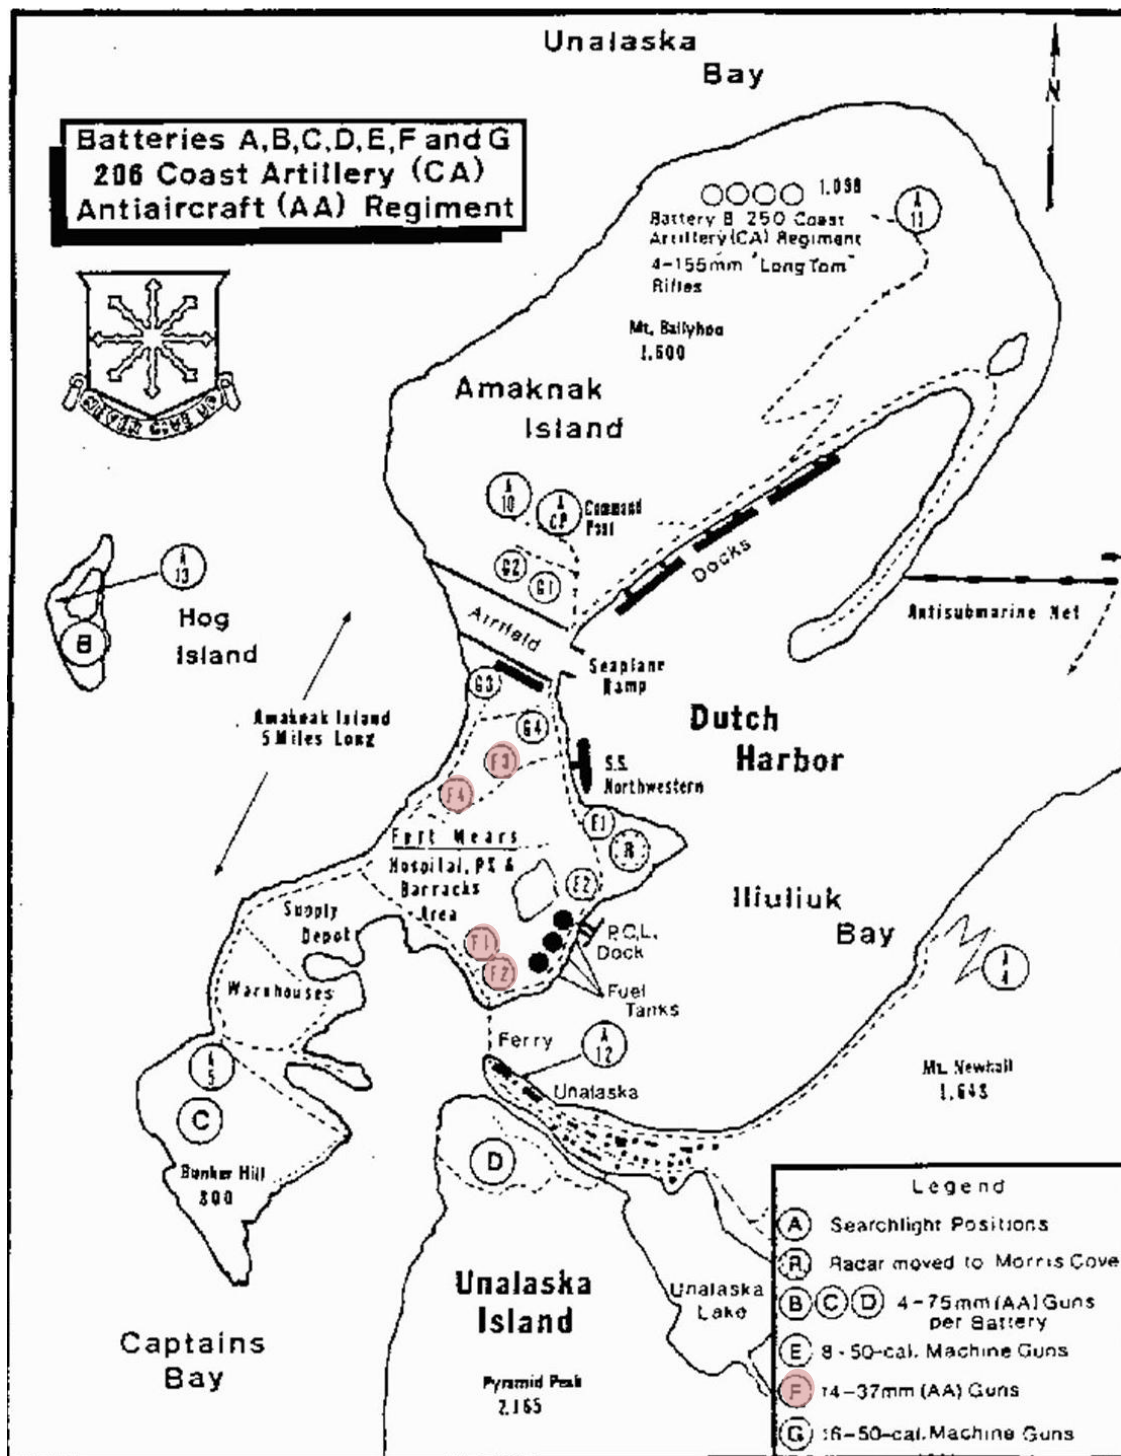 Unalaska
Bay
N
Batteries A,B,C,D,E,F and G
206 Coast Artillery (CA)
Antiaircraft (AA) Regiment
1.098
A
11
Battery B 250 Coast
Artillery (CA) Regiment
4-155mm "Long Tom"
Rifles
Mt. Ballyhoo
1.600
Amaknak
Island
A
10
A
CP
Command
Post
G2
G1
Docks
A
13
B
Hog
Island
Airfield
Antisubmarine Net
Seaplane
Ramp
G3
G4
Amaknak Island
5 Miles Long
Dutch
Harbor
F3
F4
S.S.
Northwestern
E1
R
Fort Mears
Hospital, PX &
Barracks
Area
E2
Iliuliuk
Bay
Supply
Depot
F1
F2
P.C.L.
Dock
Fuel
Tanks
A
4
Warehouses
Ferry
A
12
A
5
Unalaska
Mt. Newhall
1.643
C
D
Bunker Hill
800
Unalaska
Island
Unalaska
Lake
Captains
Bay
Pyramid Peak
2.165
Legend
A Searchlight Positions
R Radar moved to Morris Cove
B C D 4-75mm (AA) Guns
per Battery
E 8-50-cal. Machine Guns
F 14-37mm (AA) Guns
G 16-50-cal. Machine Guns